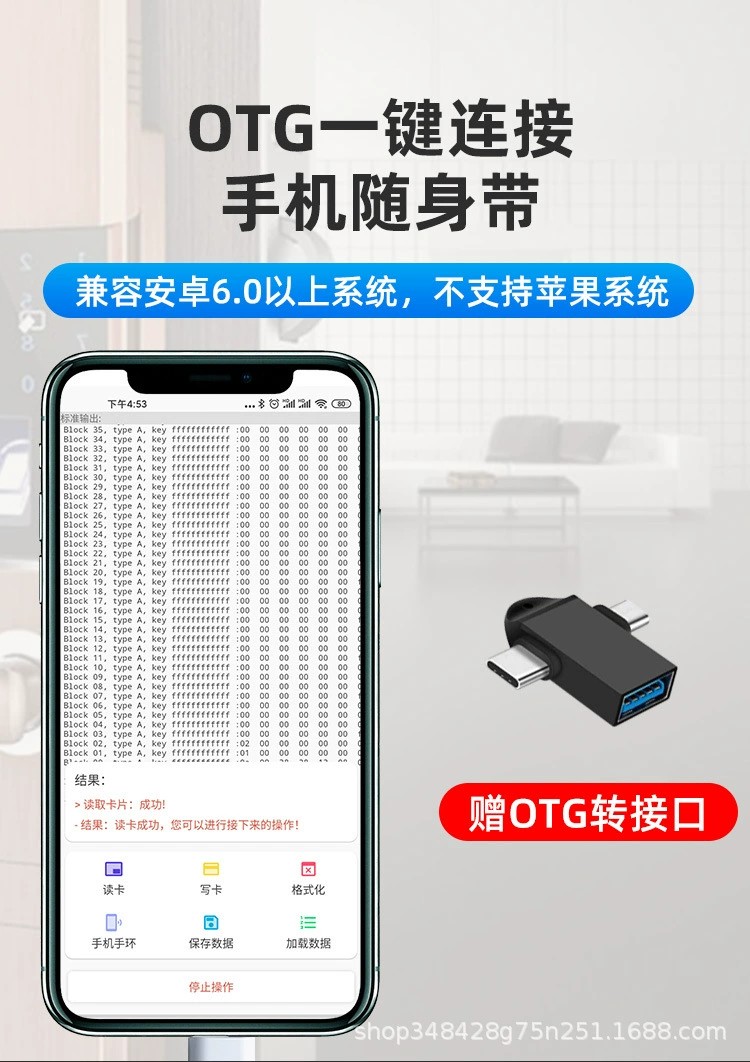 OTG一键连接
手机随身带
兼容安卓6.0以上系统，不支持苹果系统
下午4:53
80
标准输出:
Block 35, type A, key ffffffffffff :00 00 00 00 00 00
Block 34, type A, key ffffffffffff :00 00 00 00 00 00
Block 33, type A, key ffffffffffff :00 00 00 00 00 00
Block 32, type A, key ffffffffffff :00 00 00 00 00 00
Block 31, type A, key ffffffffffff :00 00 00 00 00 00
Block 30, type A, key ffffffffffff :00 00 00 00 00 00
Block 29, type A, key ffffffffffff :00 00 00 00 00 00
Block 28, type A, key ffffffffffff :00 00 00 00 00 00
Block 27, type A, key ffffffffffff :00 00 00 00 00 00
Block 26, type A, key ffffffffffff :00 00 00 00 00 00
Block 25, type A, key ffffffffffff :00 00 00 00 00 00
Block 24, type A, key ffffffffffff :00 00 00 00 00 00
Block 23, type A, key ffffffffffff :00 00 00 00 00 00
Block 22, type A, key ffffffffffff :00 00 00 00 00 00
Block 21, type A, key ffffffffffff :00 00 00 00 00 00
Block 20, type A, key ffffffffffff :00 00 00 00 00 00
Block 19, type A, key ffffffffffff :00 00 00 00 00 00
Block 18, type A, key ffffffffffff :00 00 00 00 00 00
Block 17, type A, key ffffffffffff :00 00 00 00 00 00
Block 16, type A, key ffffffffffff :00 00 00 00 00 00
Block 15, type A, key ffffffffffff :00 00 00 00 00 00
Block 14, type A, key ffffffffffff :00 00 00 00 00 00
Block 13, type A, key ffffffffffff :00 00 00 00 00 00
Block 12, type A, key ffffffffffff :00 00 00 00 00 00
Block 11, type A, key ffffffffffff :00 00 00 00 00 00
Block 10, type A, key ffffffffffff :00 00 00 00 00 00
Block 09, type A, key ffffffffffff :00 00 00 00 00 00
Block 08, type A, key ffffffffffff :00 00 00 00 00 00
Block 07, type A, key ffffffffffff :00 00 00 00 00 00
Block 06, type A, key ffffffffffff :00 00 00 00 00 00
Block 05, type A, key ffffffffffff :00 00 00 00 00 00
Block 04, type A, key ffffffffffff :00 00 00 00 00 00
Block 03, type A, key ffffffffffff :00 00 00 00 00 00
Block 02, type A, key ffffffffffff :02 00 00 00 00 00
Block 01, type A, key ffffffffffff :01 00 00 00 00 00
结果:
> 读取卡片：成功!
- 结果：读卡成功，您可以进行接下来的操作!
读卡 写卡 格式化
手机手环 保存数据 加载数据
停止操作
赠OTG转接口
shop348428g75n251.1688.com